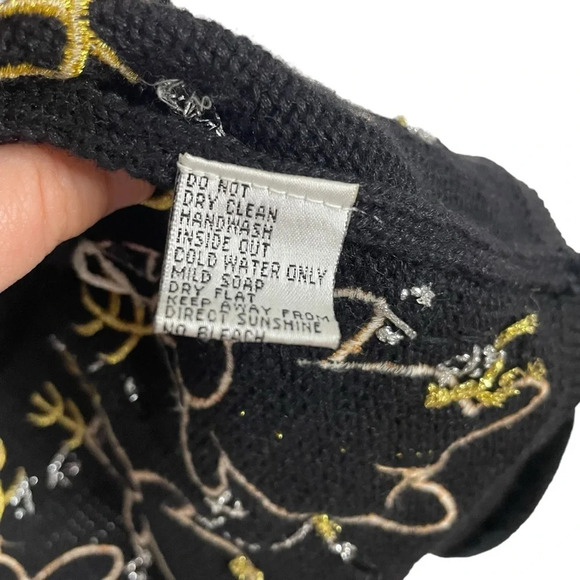 DO NOT
DRY CLEAN
HANDWASH
INSIDE OUT
COLD WATER ONLY
MILD SOAP
DRY FLAT
KEEP AWAY FROM
DIRECT SUNSHINE
NO BLEACH